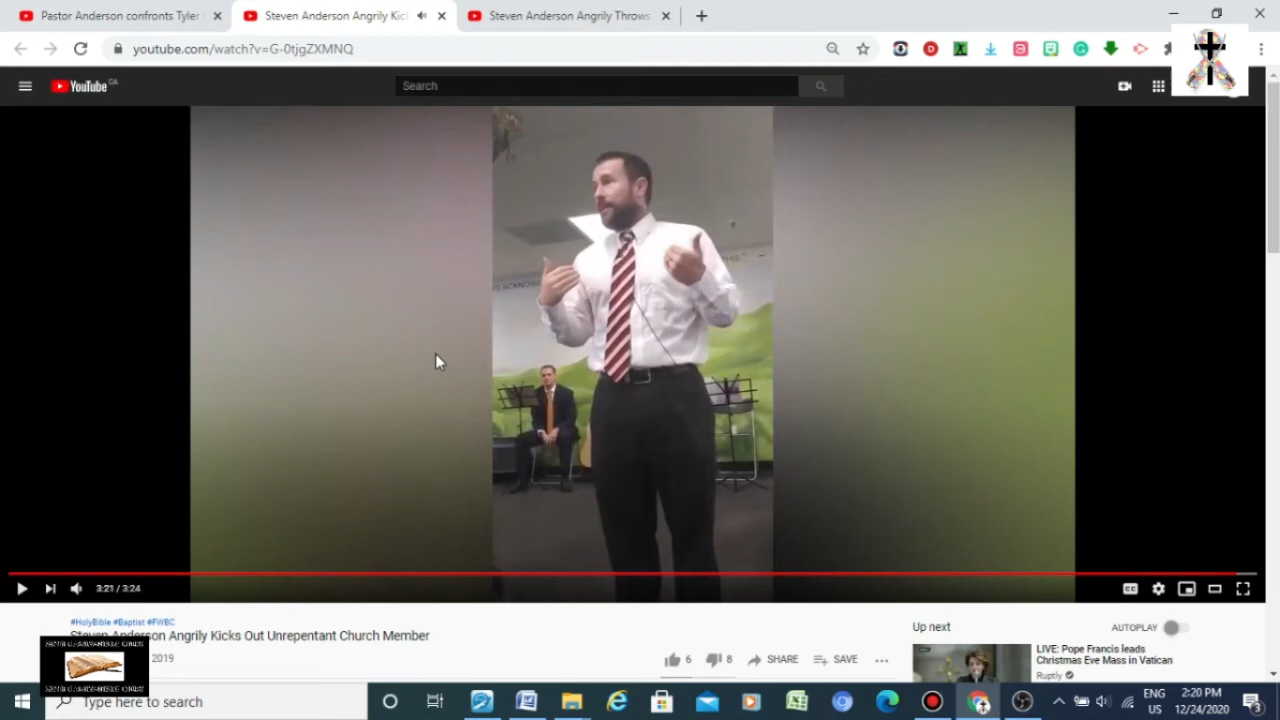 Pastor Anderson confronts Tyler
Steven Anderson Angrily Kick
Steven Anderson Angrily Throws
youtube.com/watch?v=G-0tjgZXMNQ
YouTube CA
Search
3:21 / 3:24
#HolyBible #Baptist #FWBC
Steven Anderson Angrily Kicks Out Unrepentant Church Member
2019
6 8 SHARE SAVE
Up next
AUTOPLAY
LIVE: Pope Francis leads
Christmas Eve Mass in Vatican
Ruptly
Type here to search
ENG
US
2:20 PM
12/24/2020
3